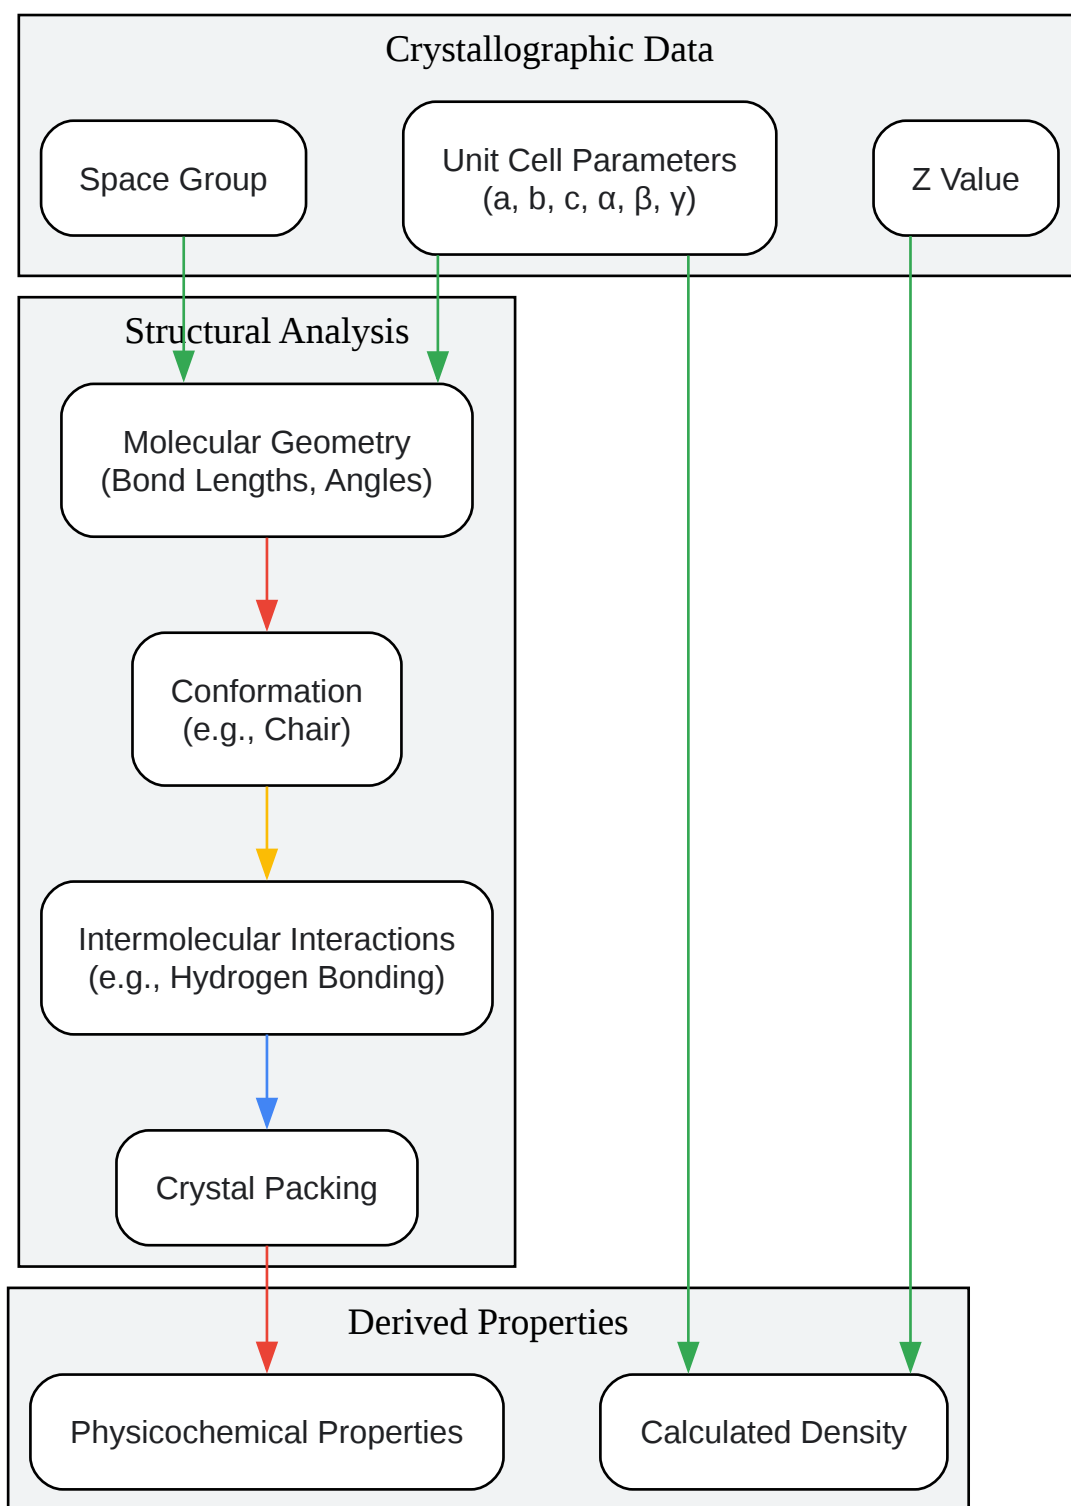 Crystallographic Data
Space Group
Unit Cell Parameters
(a, b, c, α, β, γ)
Z Value
Structural Analysis
Molecular Geometry
(Bond Lengths, Angles)
Conformation
(e.g., Chair)
Intermolecular Interactions
(e.g., Hydrogen Bonding)
Crystal Packing
Derived Properties
Physicochemical Properties
Calculated Density